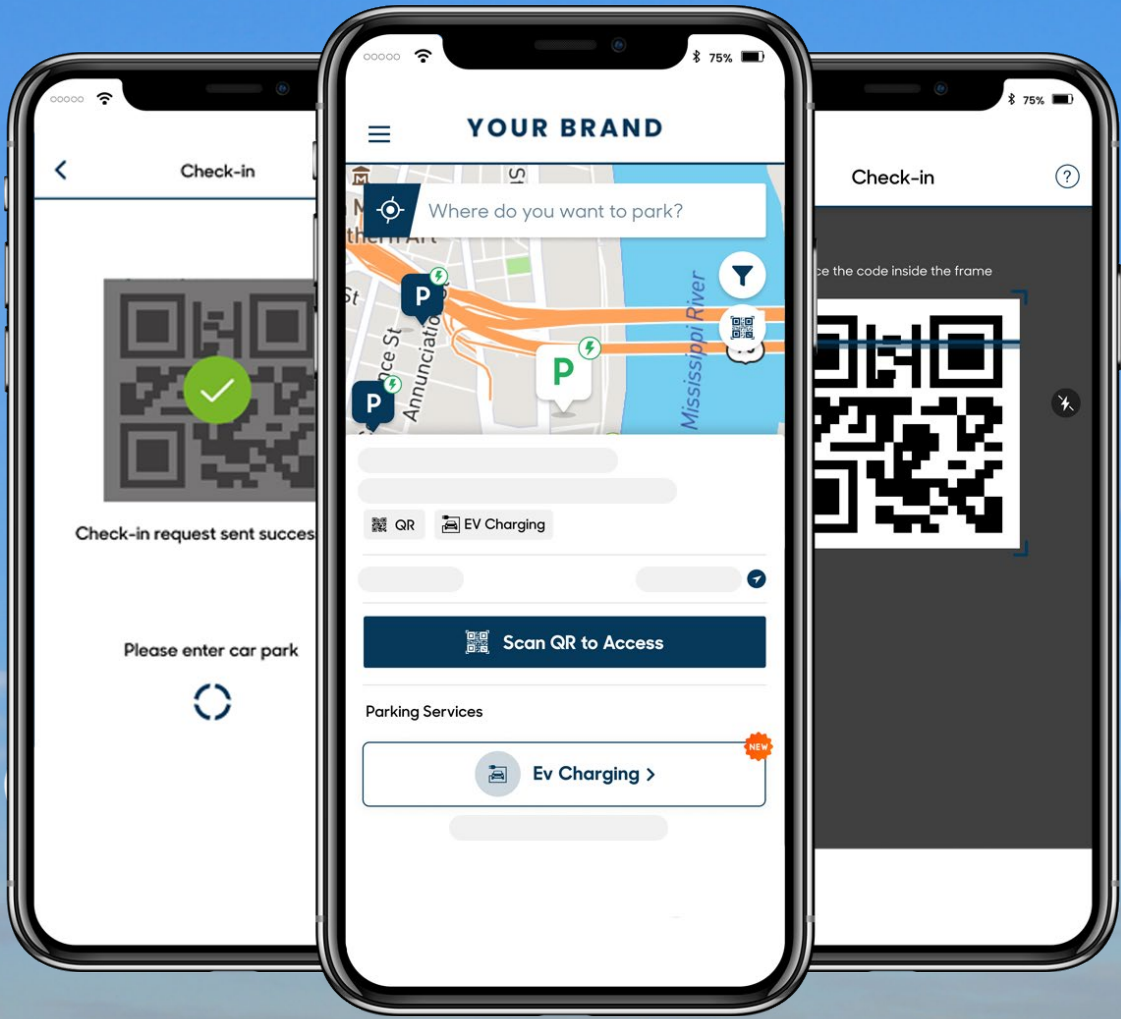 Check-in
Check-in request sent succes
Please enter car park
75%
YOUR BRAND
Where do you want to park?
St
Annunciatio
nce St
Mississippi River
P
P
P
QR
EV Charging
Scan QR to Access
Parking Services
NEW
Ev Charging >
75%
Check-in
?
ce the code inside the frame